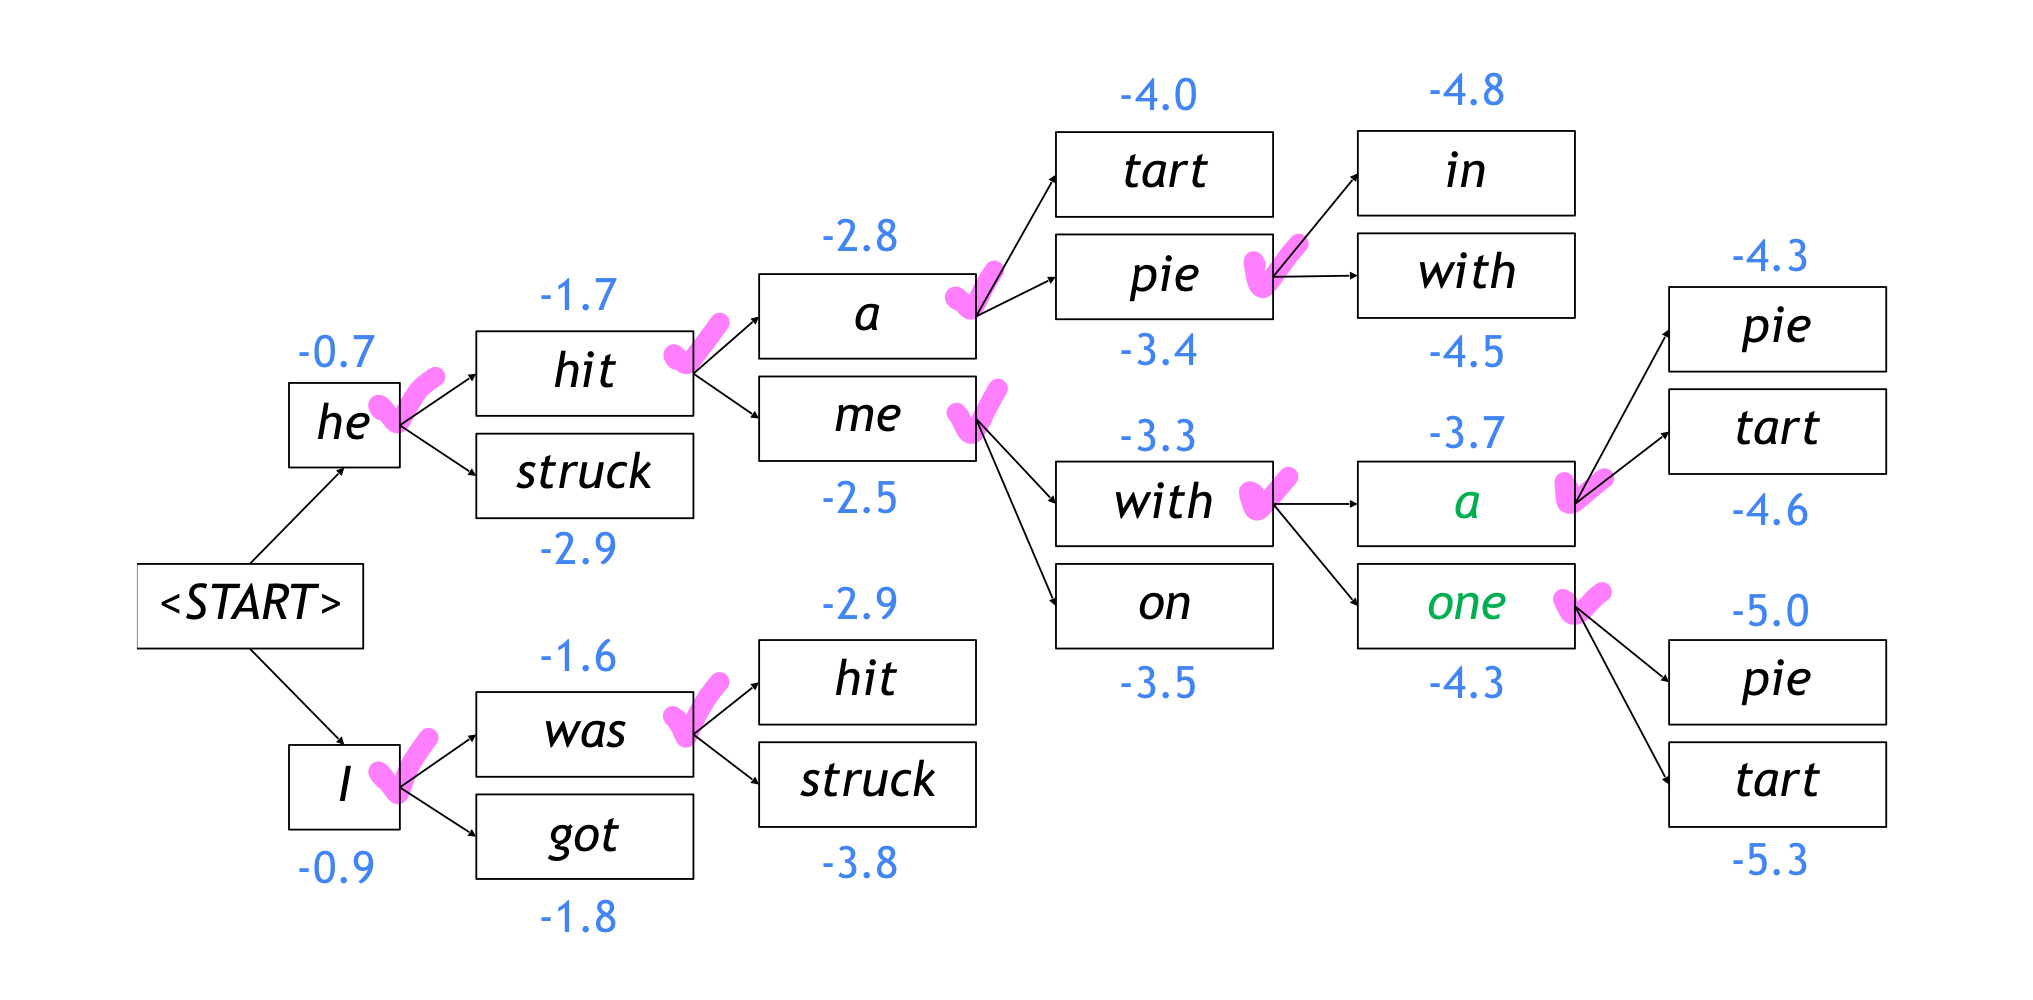 -4.0
-4.8
tart
in
-2.8
-4.3
pie
with
-1.7
a
pie
-0.7
hit
-3.4
-4.5
he
me
-3.3
-3.7
tart
struck
-2.5
with
a
-4.6
-2.9
<START>
-2.9
on
one
-5.0
-1.6
hit
-3.5
-4.3
pie
was
I
struck
tart
-0.9
got
-3.8
-5.3
-1.8